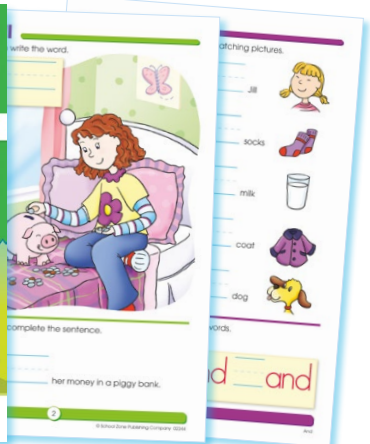 write the word.
complete the sentence.
her money in a piggy bank.
2
© School Zone Publishing Company
atching pictures.
Jill
socks
milk
coat
dog
words.
nd and
And